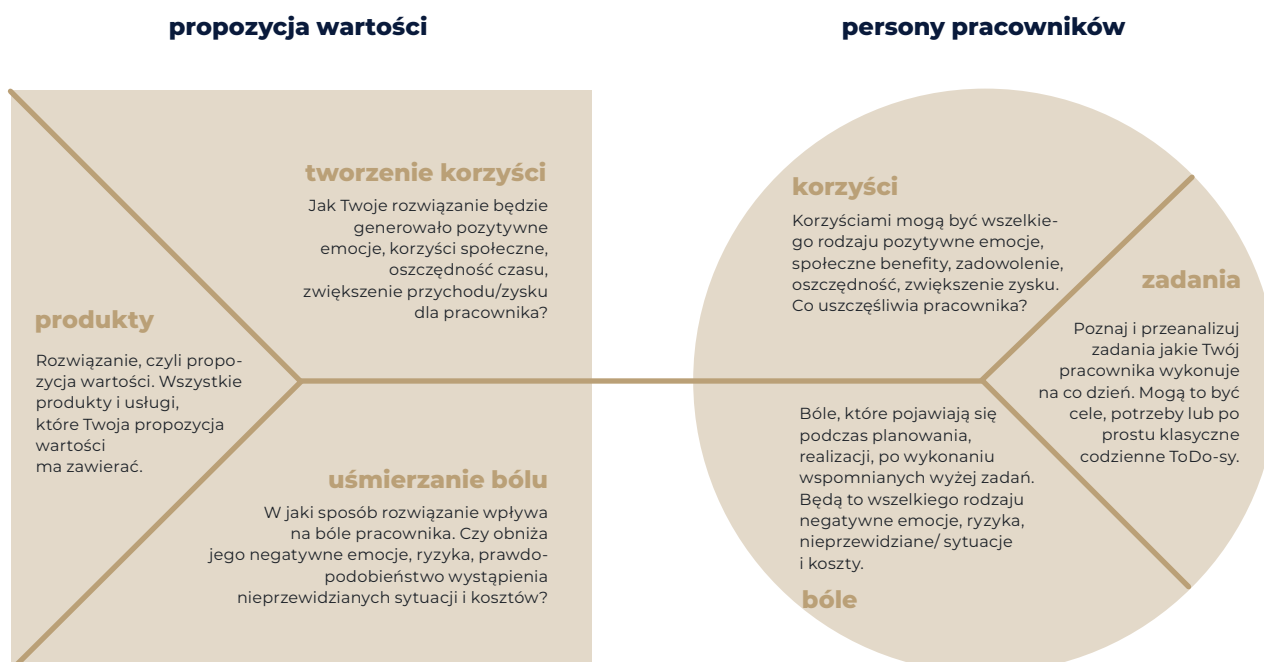 propozycja wartości
persony pracowników
tworzenie korzyści
Jak Twoje rozwiązanie będzie
generowało pozytywne
emocje, korzyści społeczne,
oszczędność czasu,
zwiększenie przychodu/zysku
dla pracownika?
produkty
Rozwiązanie, czyli propo-
zycja wartości. Wszystkie
produkty i usługi,
które Twoja propozycja
wartości
ma zawierać.
uśmierzanie bólu
W jaki sposób rozwiązanie wpływa
na bóle pracownika. Czy obniża
jego negatywne emocje, ryzyka, prawdo-
podobieństwo wystąpienia
nieprzewidzianych sytuacji i kosztów?
korzyści
Korzyściami mogą być wszelkie-
go rodzaju pozytywne emocje,
społeczne benefity, zadowolenie,
oszczędność, zwiększenie zysku.
Co uszczęśliwia pracownika?
zadania
Poznaj i przeanalizuj
zadania jakie Twój
pracownika wykonuje
na co dzień. Mogą to być
cele, potrzeby lub po
prostu klasyczne
codzienne ToDo-sy.
Bóle, które pojawiają się
podczas planowania,
realizacji, po wykonaniu
wspomnianych wyżej zadań.
Będą to wszelkiego rodzaju
negatywne emocje, ryzyka,
nieprzewidziane/ sytuacje
i koszty.
bóle